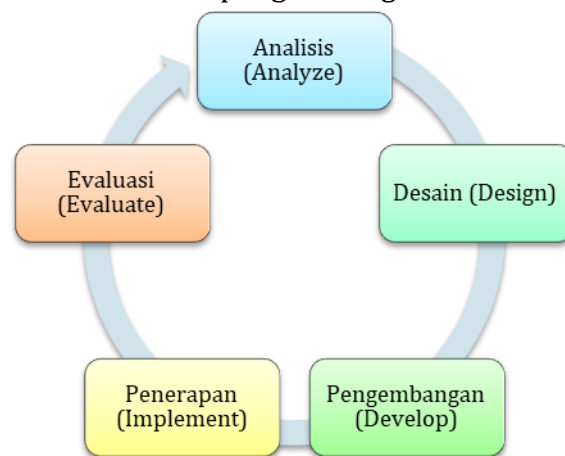 Analisis
(Analyze)
Desain (Design)
Pengembangan
(Develop)
Penerapan
(Implement)
Evaluasi
(Evaluate)